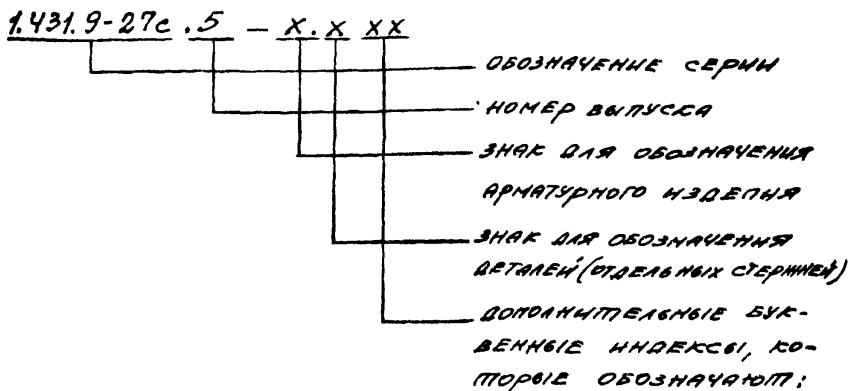 1.431.9-27с.5 – х.х хх
ОБОЗНАЧЕНИЕ СЕРИИ
НОМЕР ВЫПУСКА
ЗНАК ДЛЯ ОБОЗНАЧЕНИЯ
АРМАТУРНОГО ИЗДЕЛИЯ
ЗНАК ДЛЯ ОБОЗНАЧЕНИЯ
ДЕТАЛЕЙ (ОТДЕЛЬНЫХ СТЕРЖНЕЙ)
ДОПОЛНИТЕЛЬНЫЕ БУК-
ВЕННЫЕ ИНДЕКСЫ, КО-
ТОРЫЕ ОБОЗНАЧАЮТ: